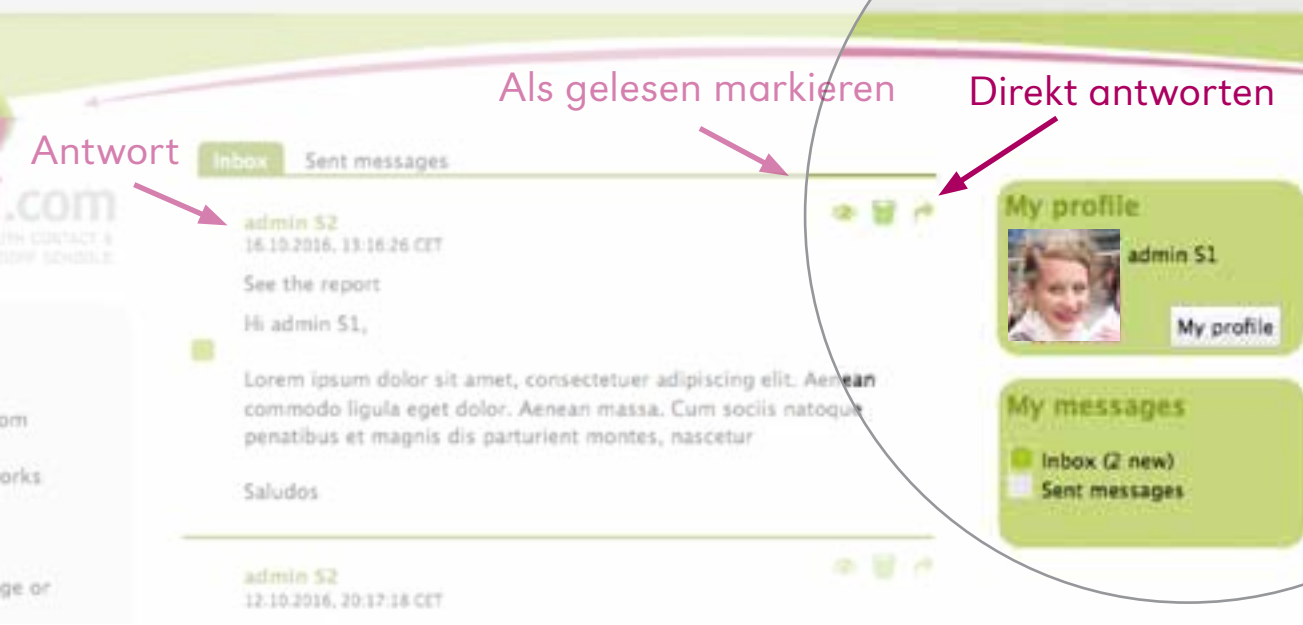 Als gelesen markieren
Direkt antworten
Antwort
Inbox
Sent messages
.com
admin S2
16.10.2016, 13:16:26 CET
See the report
Hi admin S1,
Lorem ipsum dolor sit amet, consectetuer adipiscing elit. Aenean
commodo ligula eget dolor. Aenean massa. Cum sociis natoque
penatibus et magnis dis parturient montes, nascetur
Saludos
admin S2
12.10.2016, 20:17:18 CET
om
orks
ge or
My profile
admin S1
My profile
My messages
Inbox (2 new)
Sent messages